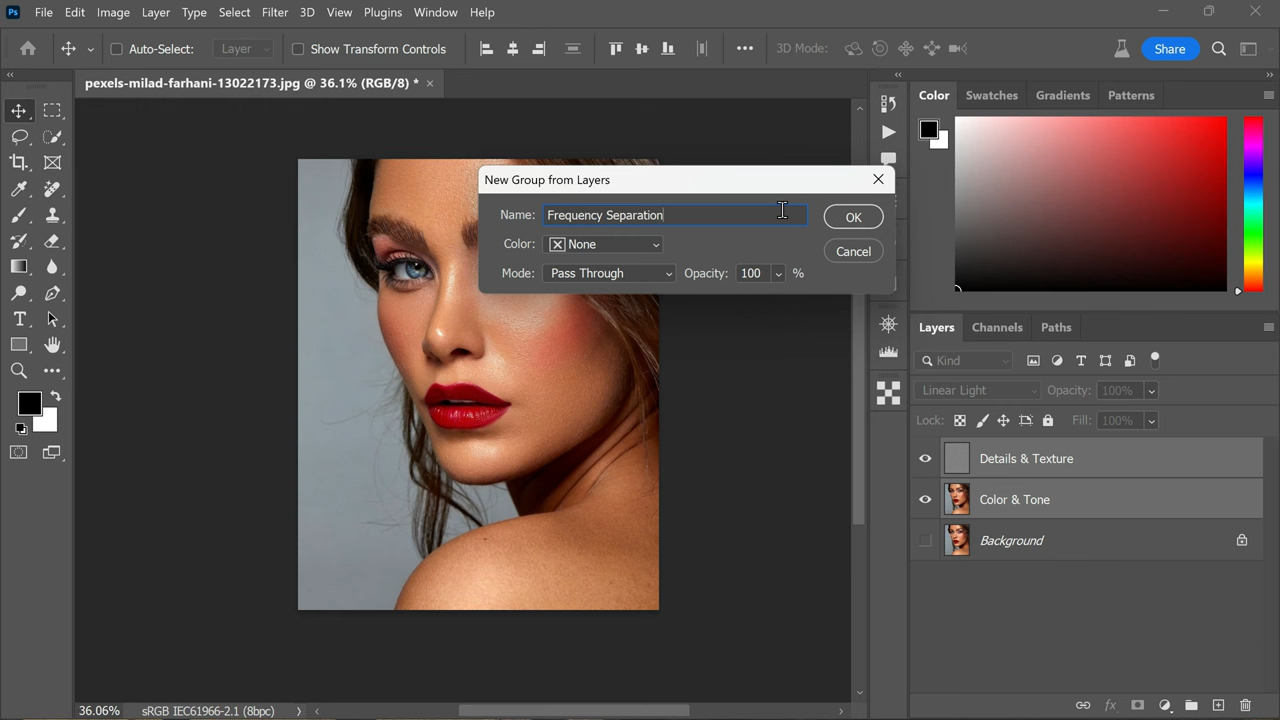 Ps File Edit Image Layer Type Select Filter 3D View Plugins Window Help
Auto-Select: Layer Show Transform Controls 3D Mode: Share
pexels-milad-farhani-13022173.jpg @ 36.1% (RGB/8) *
Color Swatches Gradients Patterns
New Group from Layers
Name: Frequency Separation OK
Color: None Cancel
Mode: Pass Through Opacity: 100 %
Layers Channels Paths
Kind
Linear Light Opacity: 100%
Lock: Fill: 100%
Details & Texture
Color & Tone
Background
36.06% sRGB IEC61966-2.1 (8bpc)